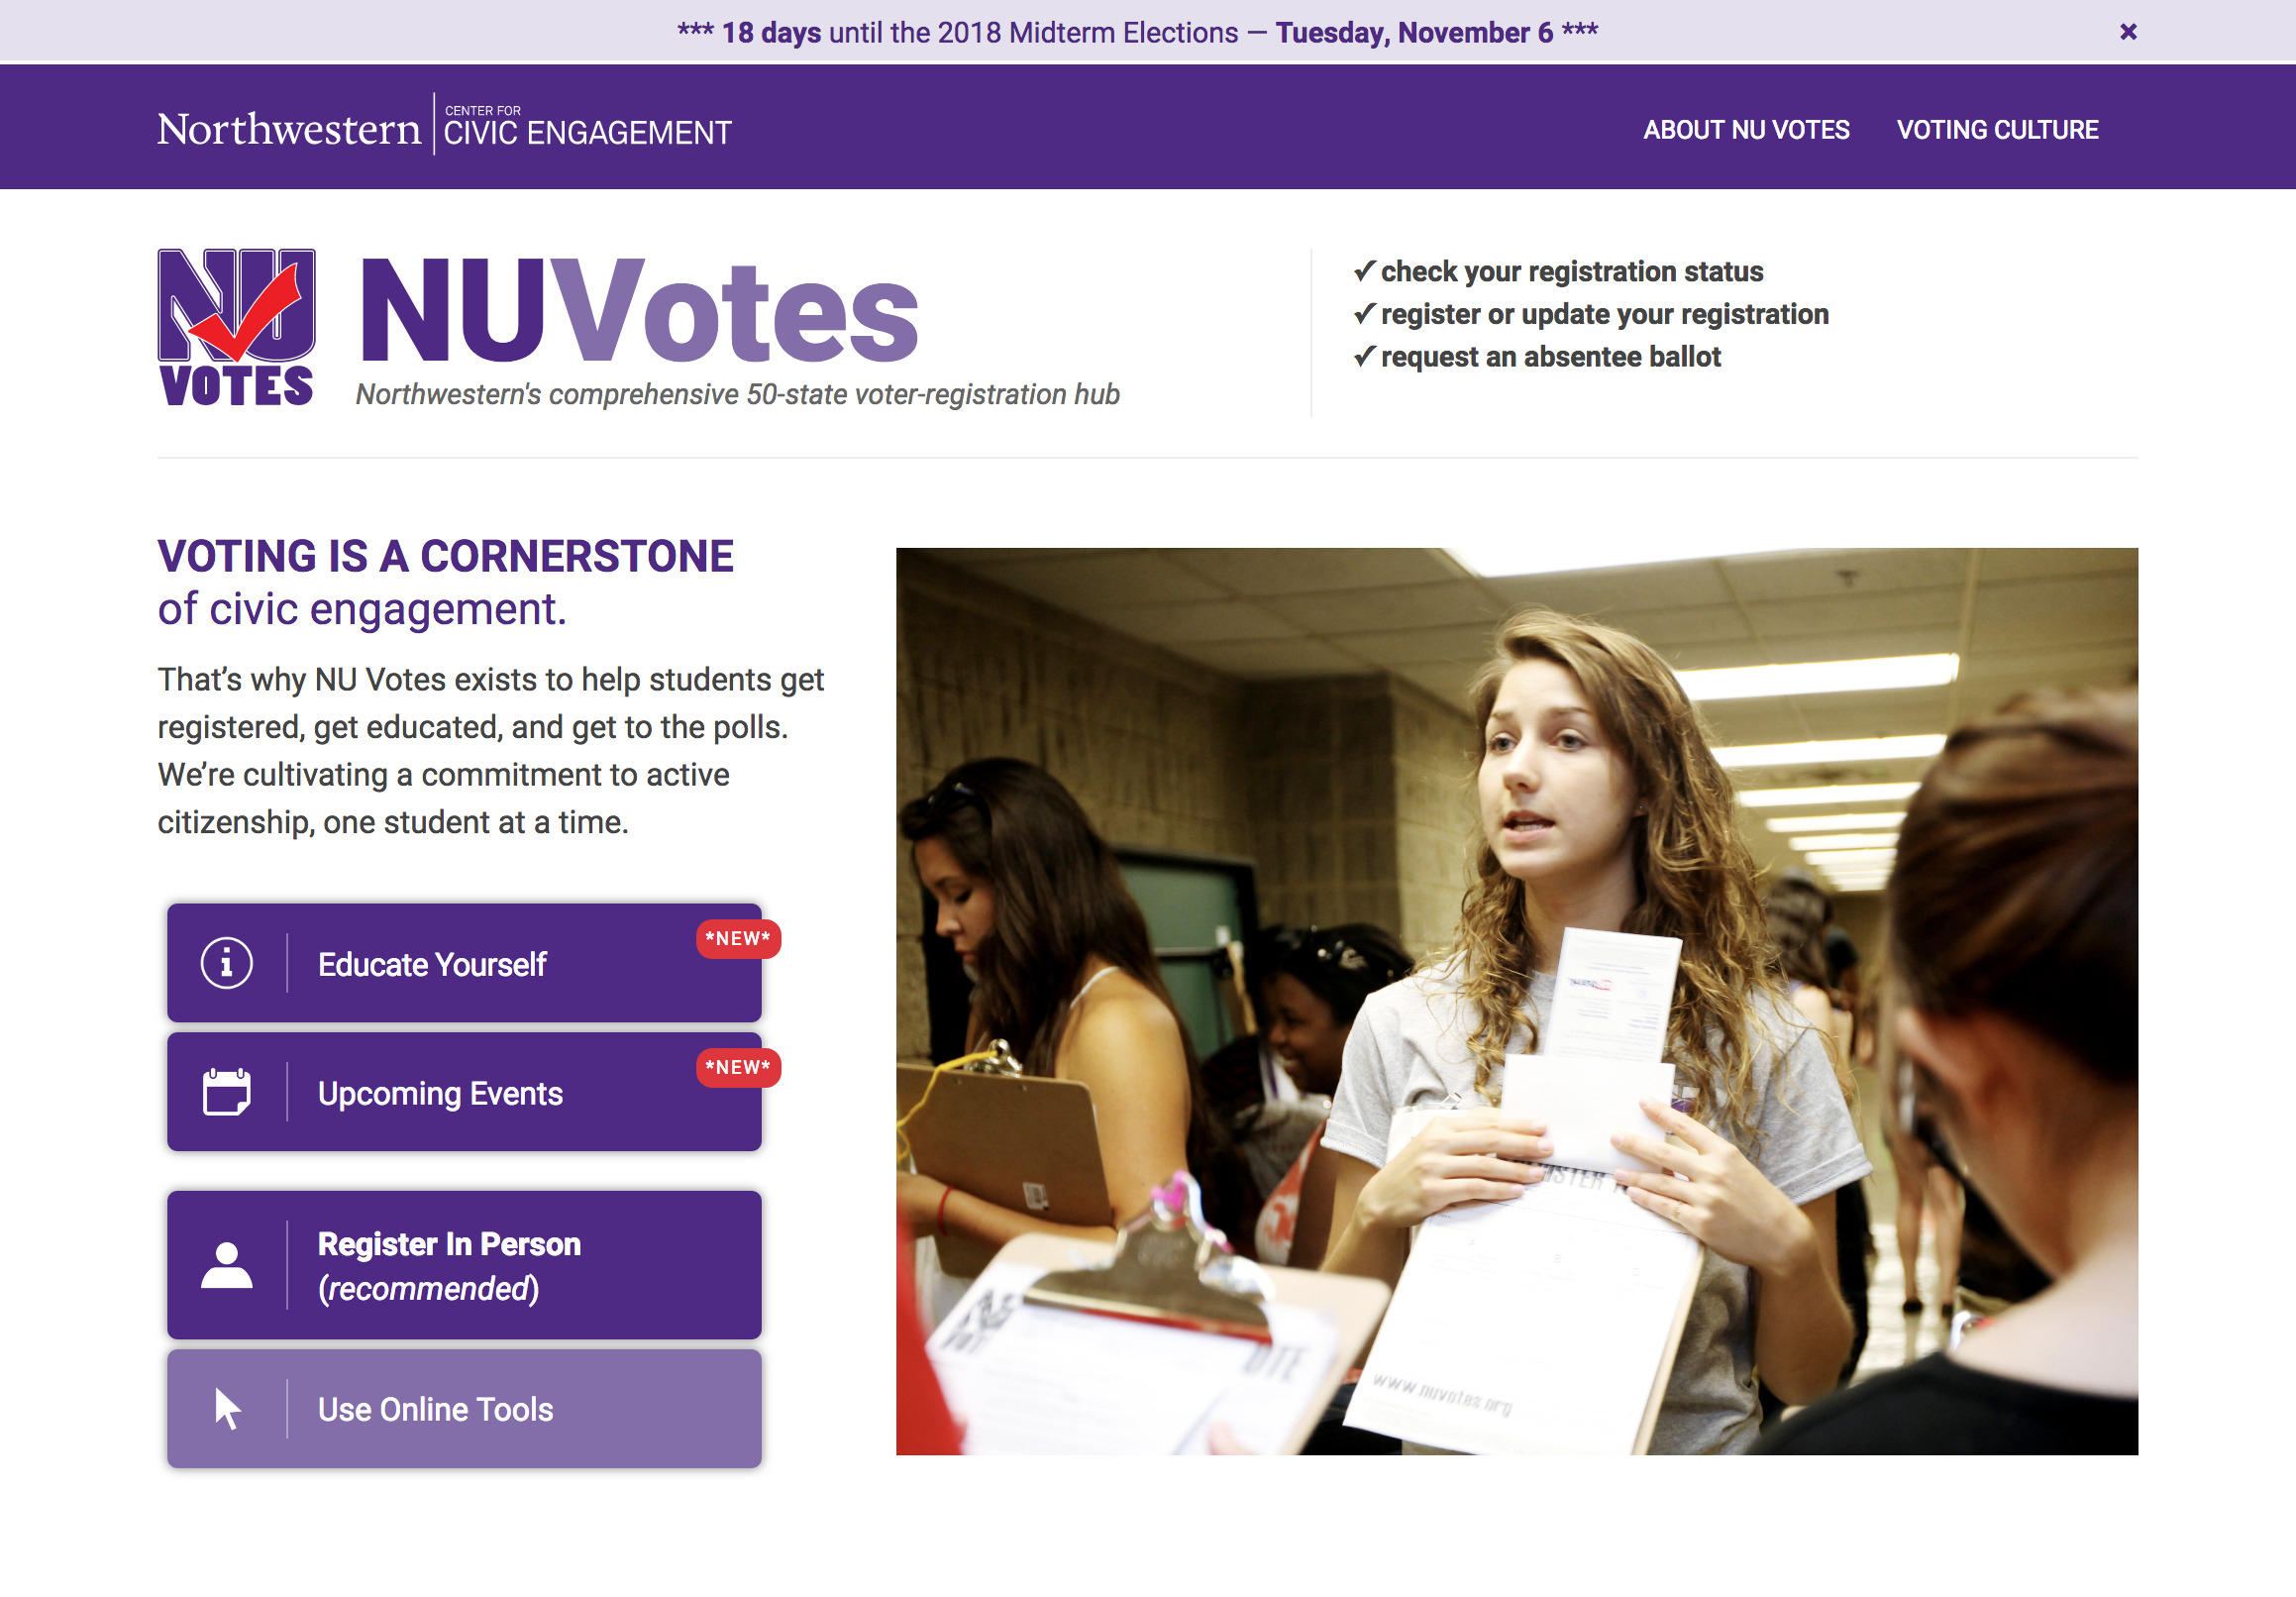 *** 18 days until the 2018 Midterm Elections — Tuesday, November 6 ***
Northwestern
CENTER FOR
CIVIC ENGAGEMENT
ABOUT NU VOTES
VOTING CULTURE
NU
VOTES
NUVotes
Northwestern's comprehensive 50-state voter-registration hub
✓ check your registration status
✓ register or update your registration
✓ request an absentee ballot
VOTING IS A CORNERSTONE
of civic engagement.
That’s why NU Votes exists to help students get
registered, get educated, and get to the polls.
We’re cultivating a commitment to active
citizenship, one student at a time.
Educate Yourself
*NEW*
Upcoming Events
*NEW*
Register In Person
(recommended)
Use Online Tools
www.nuvotes.org